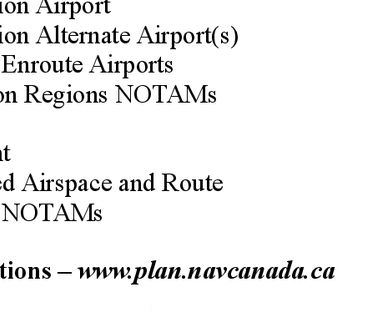 ion Airport
ion Alternate Airport(s)
Enroute Airports
on Regions NOTAMs
nt
ed Airspace and Route
NOTAMs
tions – www.plan.navcanada.ca